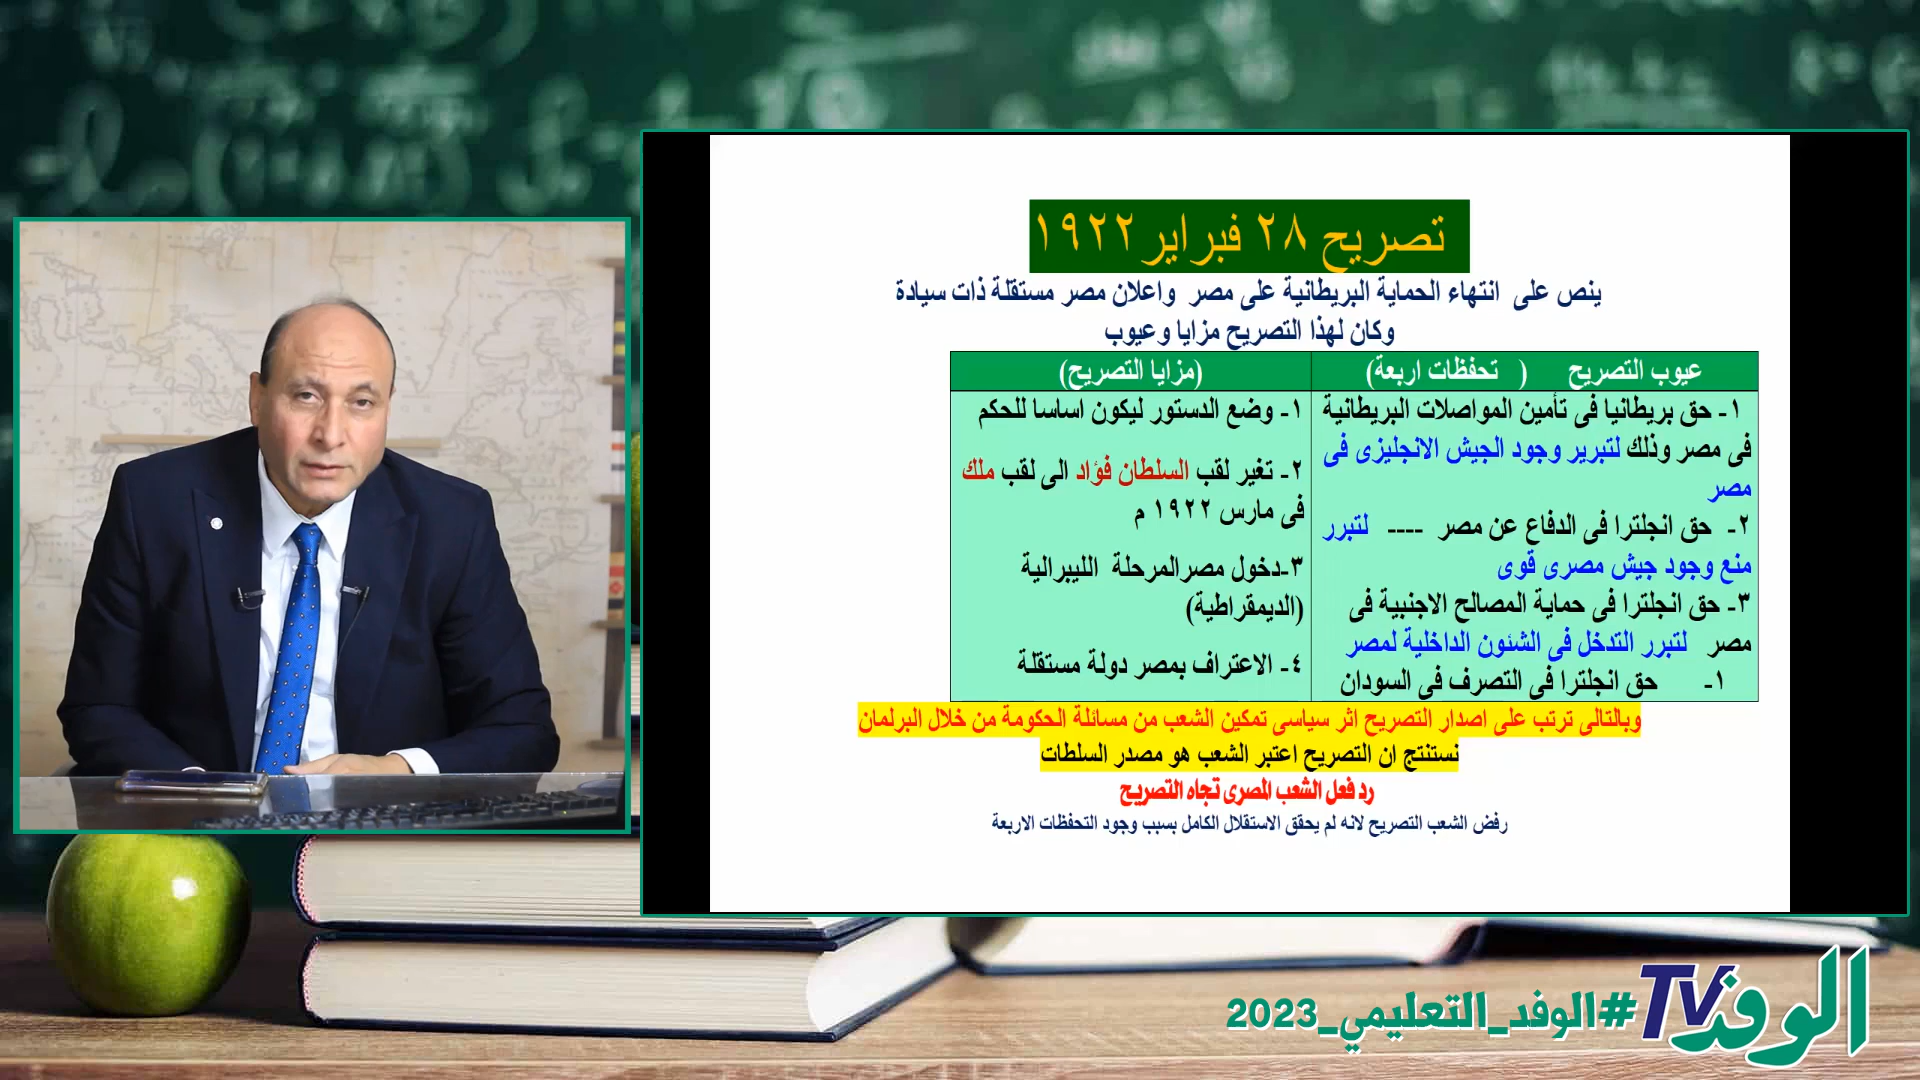 تصريح ٢٨ فبراير١٩٢٢
ينص على انتهاء الحماية البريطانية على مصر واعلان مصر مستقلة ذات سيادة
وكان لهذا التصريح مزايا وعيوب
عيوب التصريح ( تحفظات اربعة)
١- حق بريطانيا فى تأمين المواصلات البريطانية
فى مصر وذلك لتبرير وجود الجيش الانجليزى فى
مصر
٢- حق انجلترا فى الدفاع عن مصر ---- لتبرر
منع وجود جيش مصرى قوى
٣- حق انجلترا فى حماية المصالح الاجنبية فى
مصر لتبرر التدخل فى الشئون الداخلية لمصر
١- حق انجلترا فى التصرف فى السودان
(مزايا التصريح)
١- وضع الدستور ليكون اساسا للحكم
٢- تغير لقب السلطان فؤاد الى لقب ملك
فى مارس ١٩٢٢ م
٣-دخول مصرالمرحلة الليبرالية
(الديمقراطية)
٤- الاعتراف بمصر دولة مستقلة
وبالتالى ترتب على اصدار التصريح اثر سياسى تمكين الشعب من مسائلة الحكومة من خلال البرلمان
نستنتج ان التصريح اعتبر الشعب هو مصدر السلطات
رد فعل الشعب المصرى تجاه التصريح
رفض الشعب التصريح لانه لم يحقق الاستقلال الكامل بسبب وجود التحفظات الاربعة
الوفد TV
#الوفد_التعليمي_2023